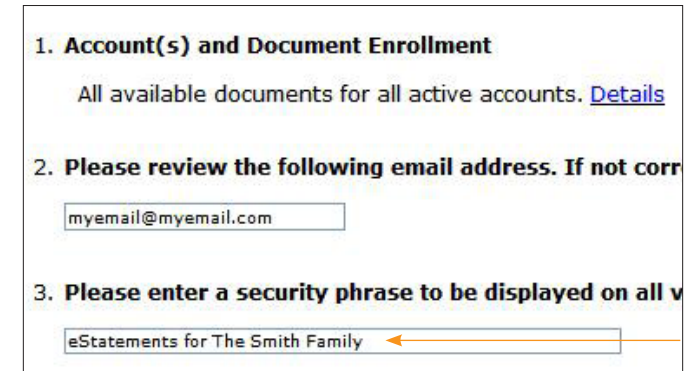 1. Account(s) and Document Enrollment
All available documents for all active accounts. Details
2. Please review the following email address. If not corr
myemail@myemail.com
3. Please enter a security phrase to be displayed on all v
eStatements for The Smith Family